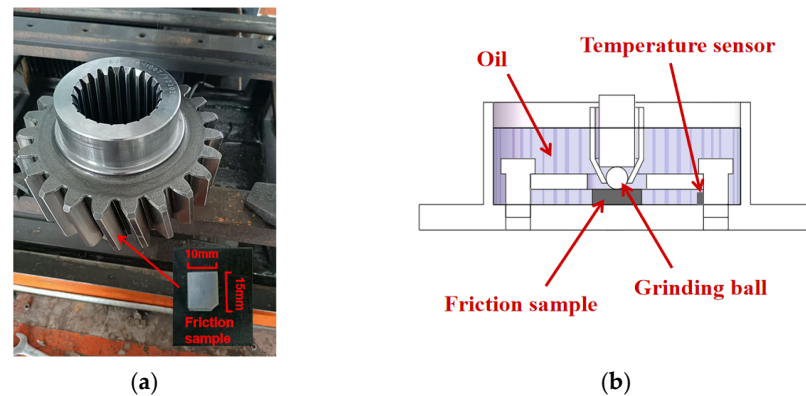 10mm
15mm
Friction
sample
(a)
Oil
Temperature sensor
Friction sample
Grinding ball
(b)